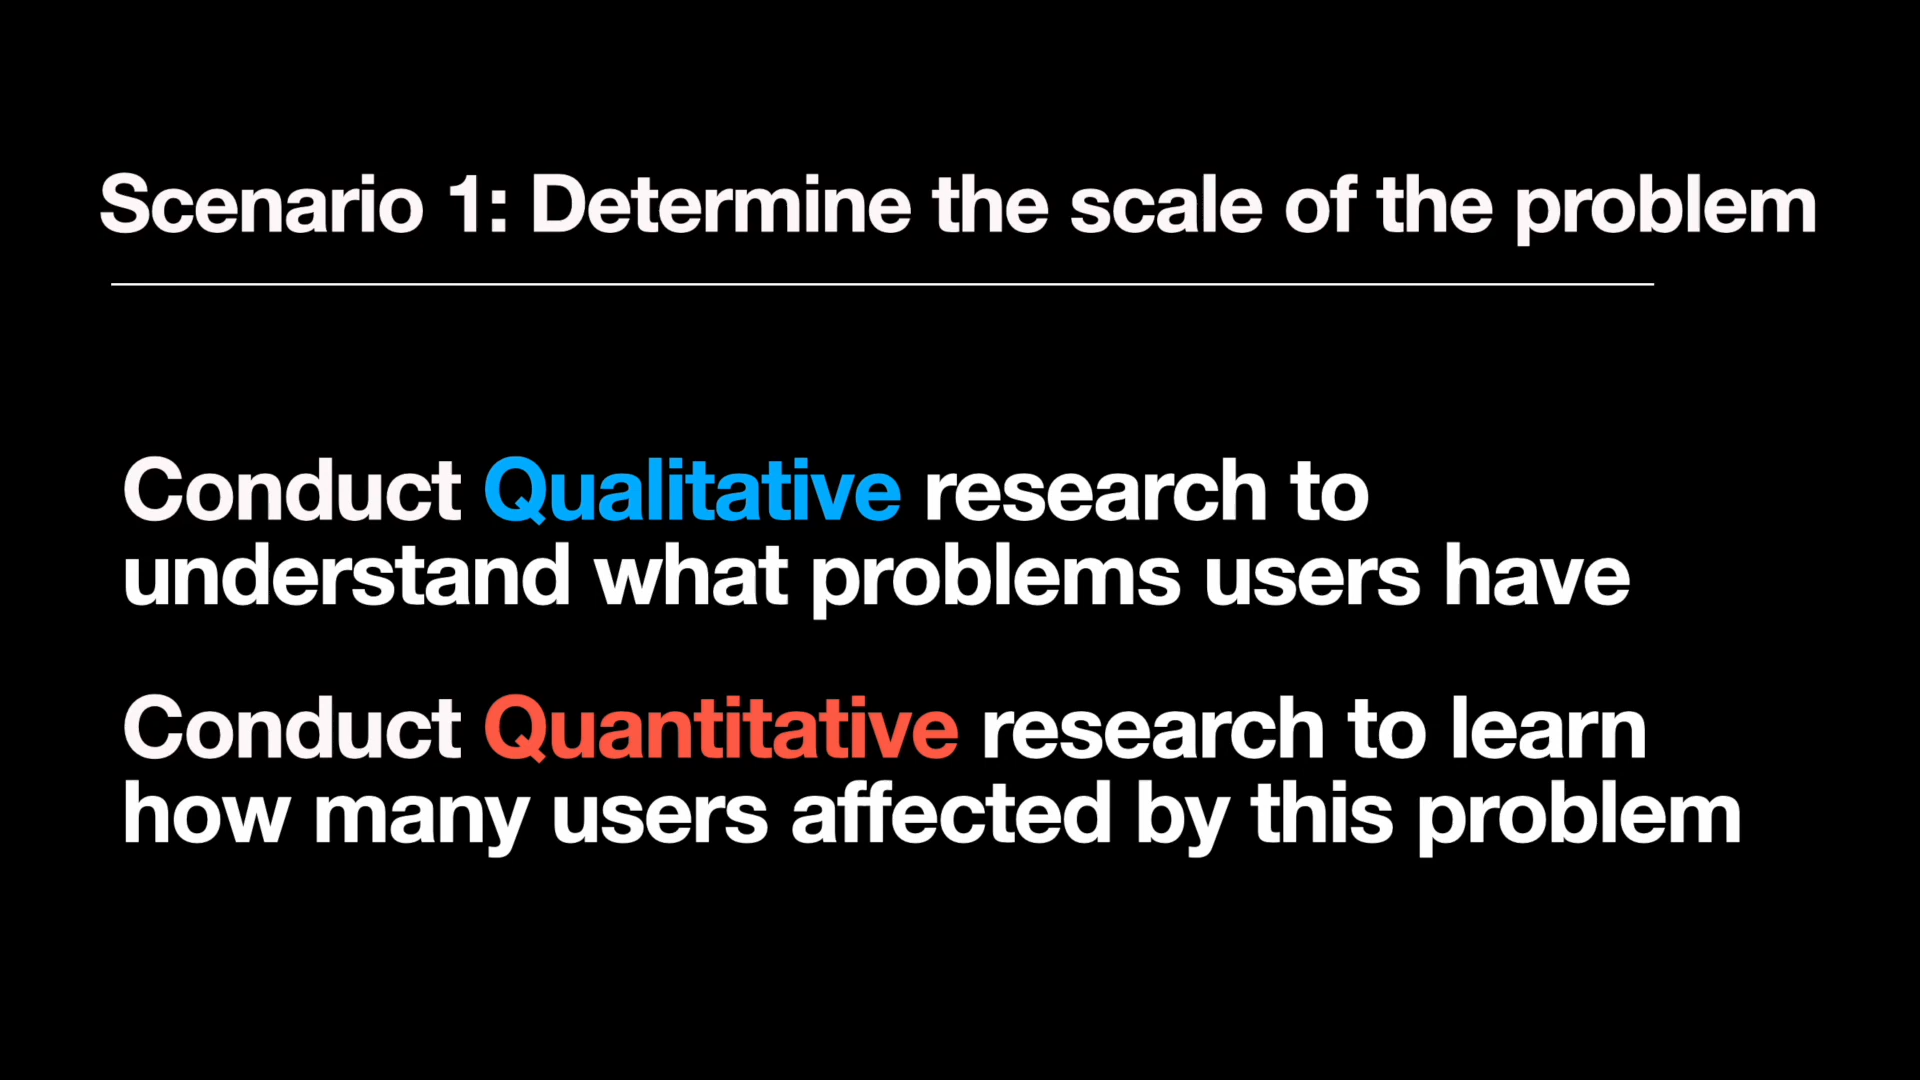 Scenario 1: Determine the scale of the problem
Conduct Qualitative research to
understand what problems users have
Conduct Quantitative research to learn
how many users affected by this problem